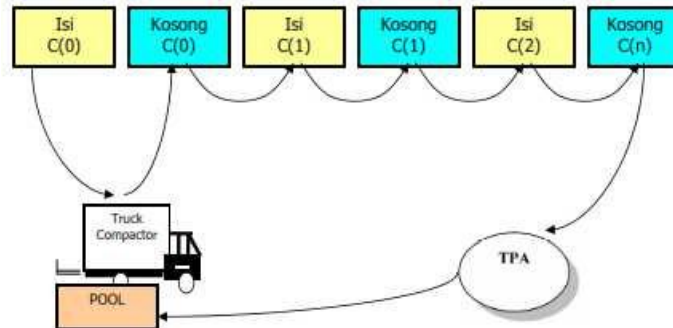 Isi
C(0)
Kosong
C(0)
Isi
C(1)
Kosong
C(1)
Isi
C(2)
Kosong
C(n)
Truck
Compactor
TPA
POOL